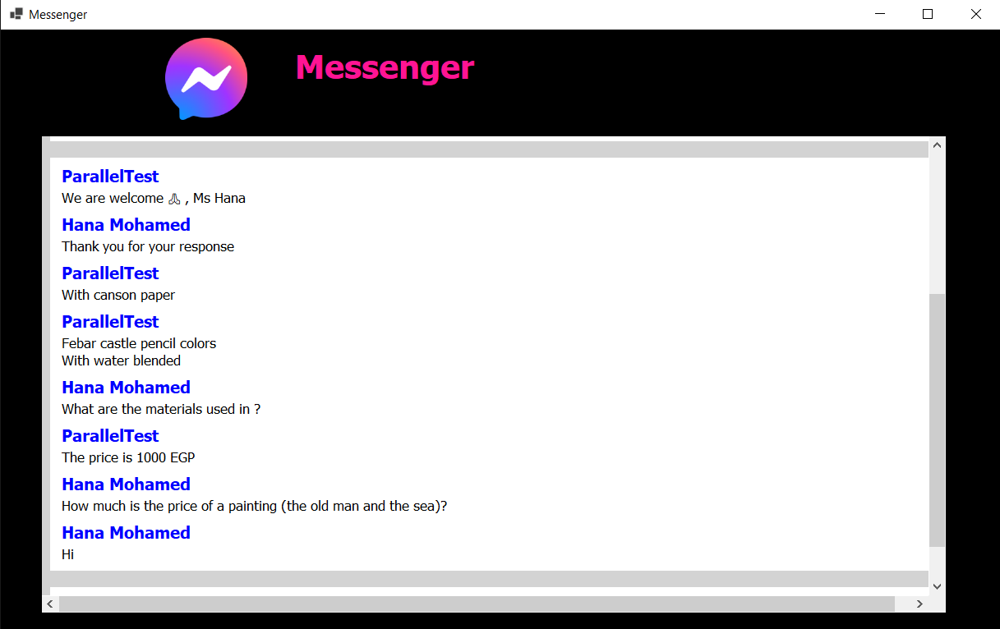 Messenger
Messenger
ParallelTest
We are welcome 🙏 , Ms Hana
Hana Mohamed
Thank you for your response
ParallelTest
With canson paper
ParallelTest
Febar castle pencil colors
With water blended
Hana Mohamed
What are the materials used in ?
ParallelTest
The price is 1000 EGP
Hana Mohamed
How much is the price of a painting (the old man and the sea)?
Hana Mohamed
Hi